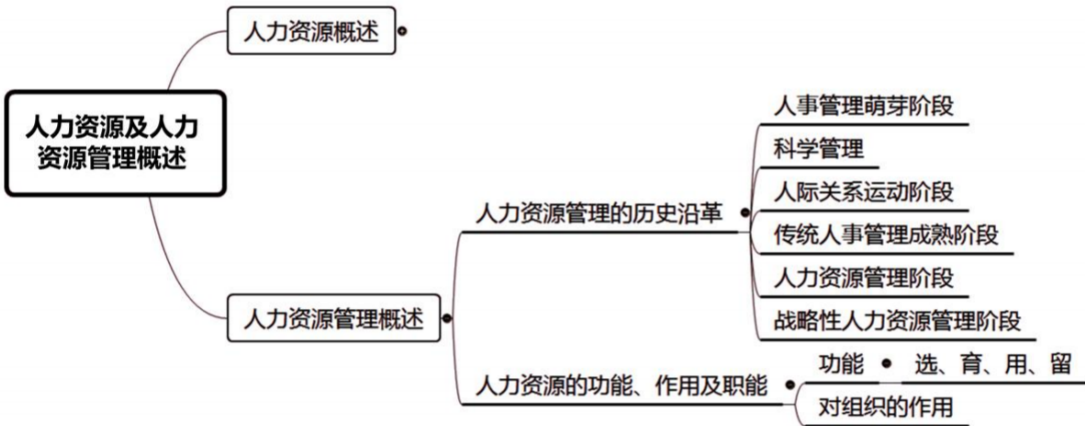 人力资源概述
人力资源及人力
资源管理概述
人事管理萌芽阶段
科学管理
人际关系运动阶段
人力资源管理的历史沿革
传统人事管理成熟阶段
人力资源管理阶段
人力资源管理概述
战略性人力资源管理阶段
功能
选、育、用、留
人力资源的功能、作用及职能
对组织的作用